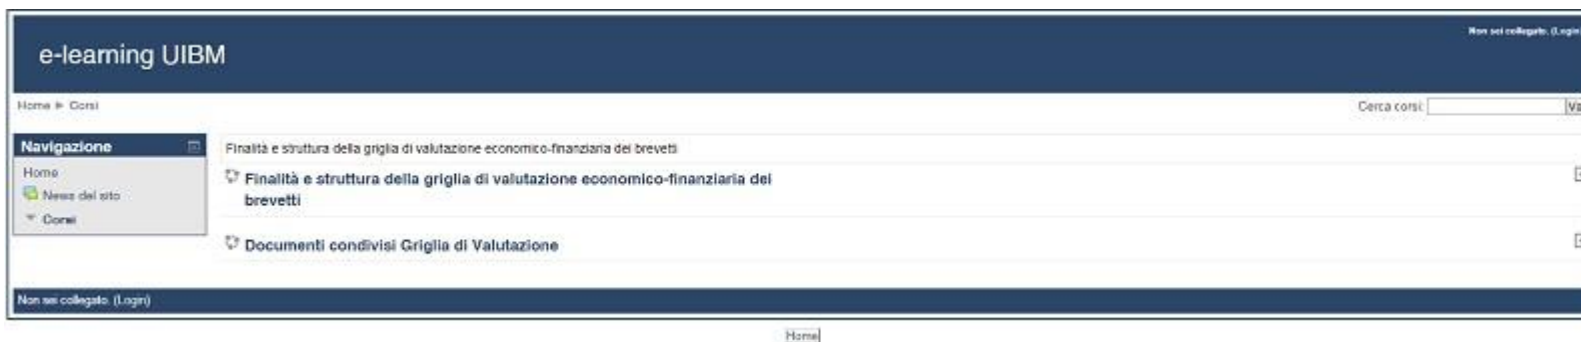 Non sei collegato. (Login)
e-learning UIBM
Home ► Corsi
Cerca corsi:
Navigazione
Home
News del sito
Corsi
Finalità e struttura della griglia di valutazione economico-finanziaria dei brevetti
Finalità e struttura della griglia di valutazione economico-finanziaria dei
brevetti
Documenti condivisi Griglia di Valutazione
Non sei collegato. (Login)
Home